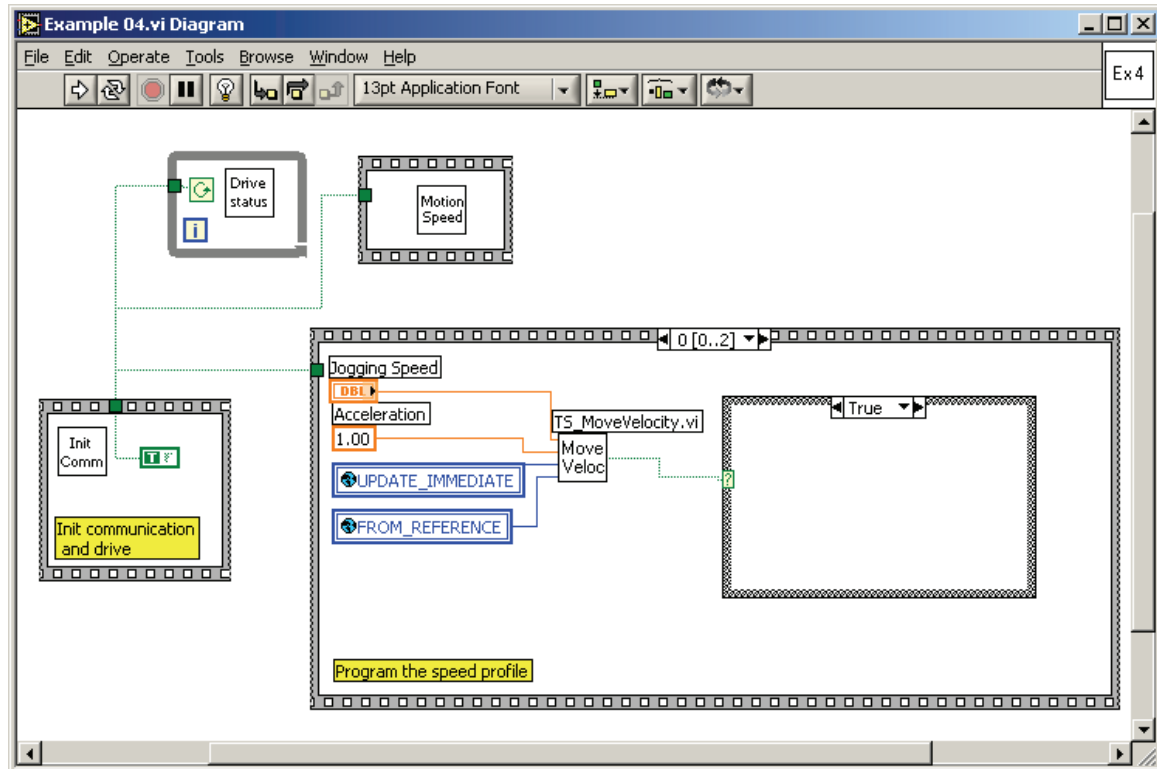 Example 04.vi Diagram
File Edit Operate Tools Browse Window Help
13pt Application Font
Ex4
Drive
status
i
Motion
Speed
0 [0..2]
Jogging Speed
DBL
Acceleration
1.00
TS_MoveVelocity.vi
Move
Veloc
UPDATE_IMMEDIATE
FROM_REFERENCE
True
?
Init
Comm
T F
Init communication
and drive
Program the speed profile